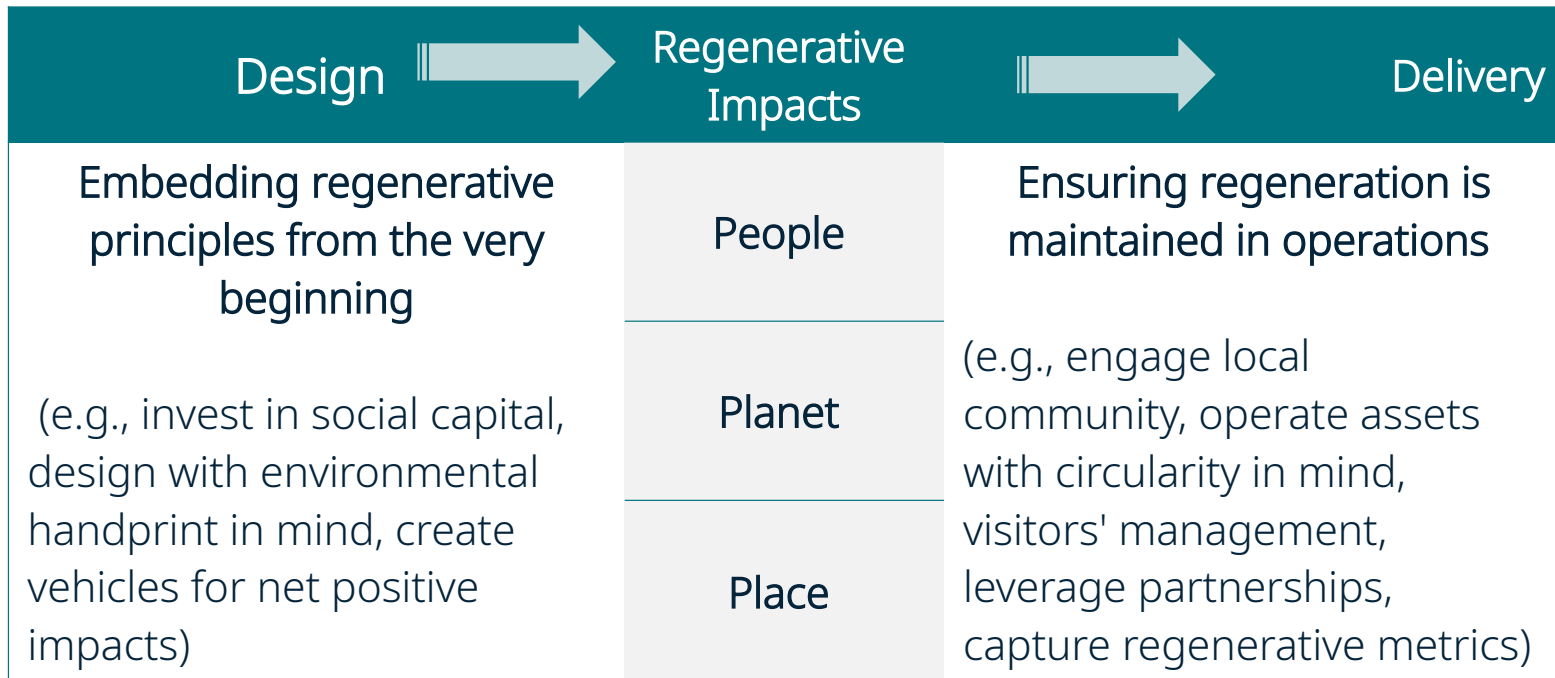 Design
Regenerative
Impacts
Delivery
Embedding regenerative
principles from the very
beginning
(e.g., invest in social capital,
design with environmental
handprint in mind, create
vehicles for net positive
impacts)
People
Planet
Place
Ensuring regeneration is
maintained in operations
(e.g., engage local
community, operate assets
with circularity in mind,
visitors' management,
leverage partnerships,
capture regenerative metrics)